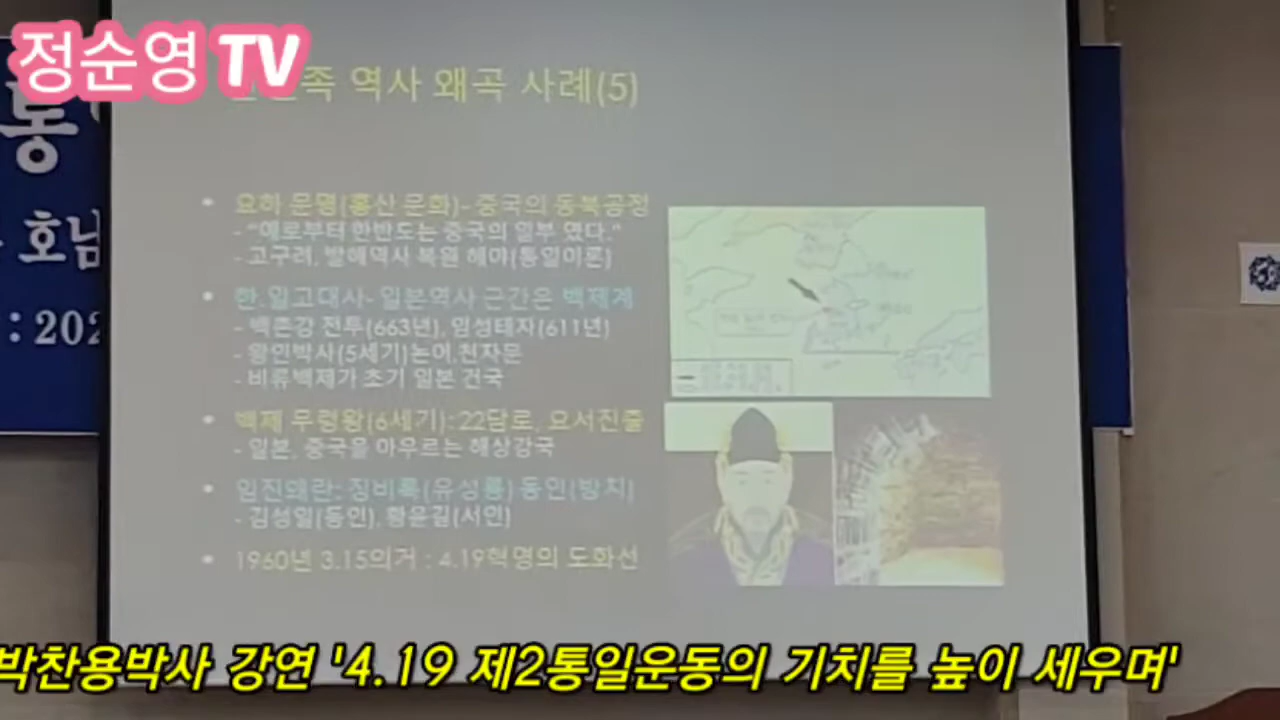 정순영 TV
족 역사 왜곡 사례(5)
통
호남
: 202
• 요하 문명(홍산 문화)- 중국의 동북공정
- "예로부터 한반도는 중국의 일부 였다."
- 고구려, 발해역사 복원 해야(통일이론)
• 한.일고대사- 일본역사 근간은 백제계
- 백촌강 전투(663년), 임성태자(611년)
- 왕인박사(5세기)논어,천자문
- 비류백제가 초기 일본 건국
• 백제 무령왕(6세기):22담로, 요서진출
- 일본, 중국을 아우르는 해상강국
• 임진왜란: 징비록(유성룡) 동인(방치)
- 김성일(동인), 황윤길(서인)
• 1960년 3.15의거 : 4.19혁명의 도화선
박찬용박사 강연 '4.19 제2통일운동의 기치를 높이 세우며'